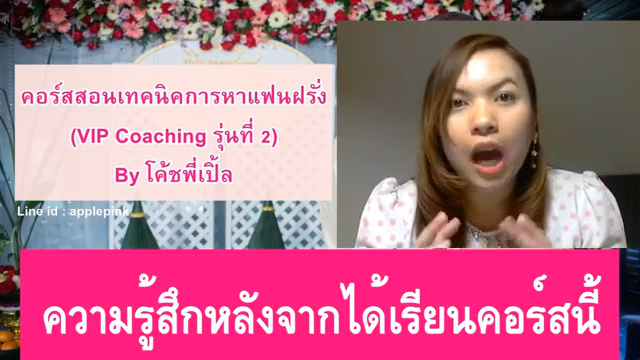 คอร์สสอนเทคนิคการหาแฟนฝรั่ง
(VIP Coaching รุ่นที่ 2)
By โค้ชพี่เปิ้ล
Line id : applepink
ความรู้สึกหลังจากได้เรียนคอร์สนี้